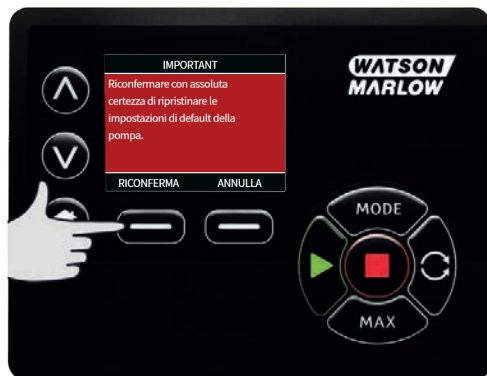 IMPORTANT
Riconfermare con assoluta
certezza di ripristinare le
impostazioni di default della
pompa.
RICONFERMA ANNULLA
WATSON
MARLOW
MODE
MAX